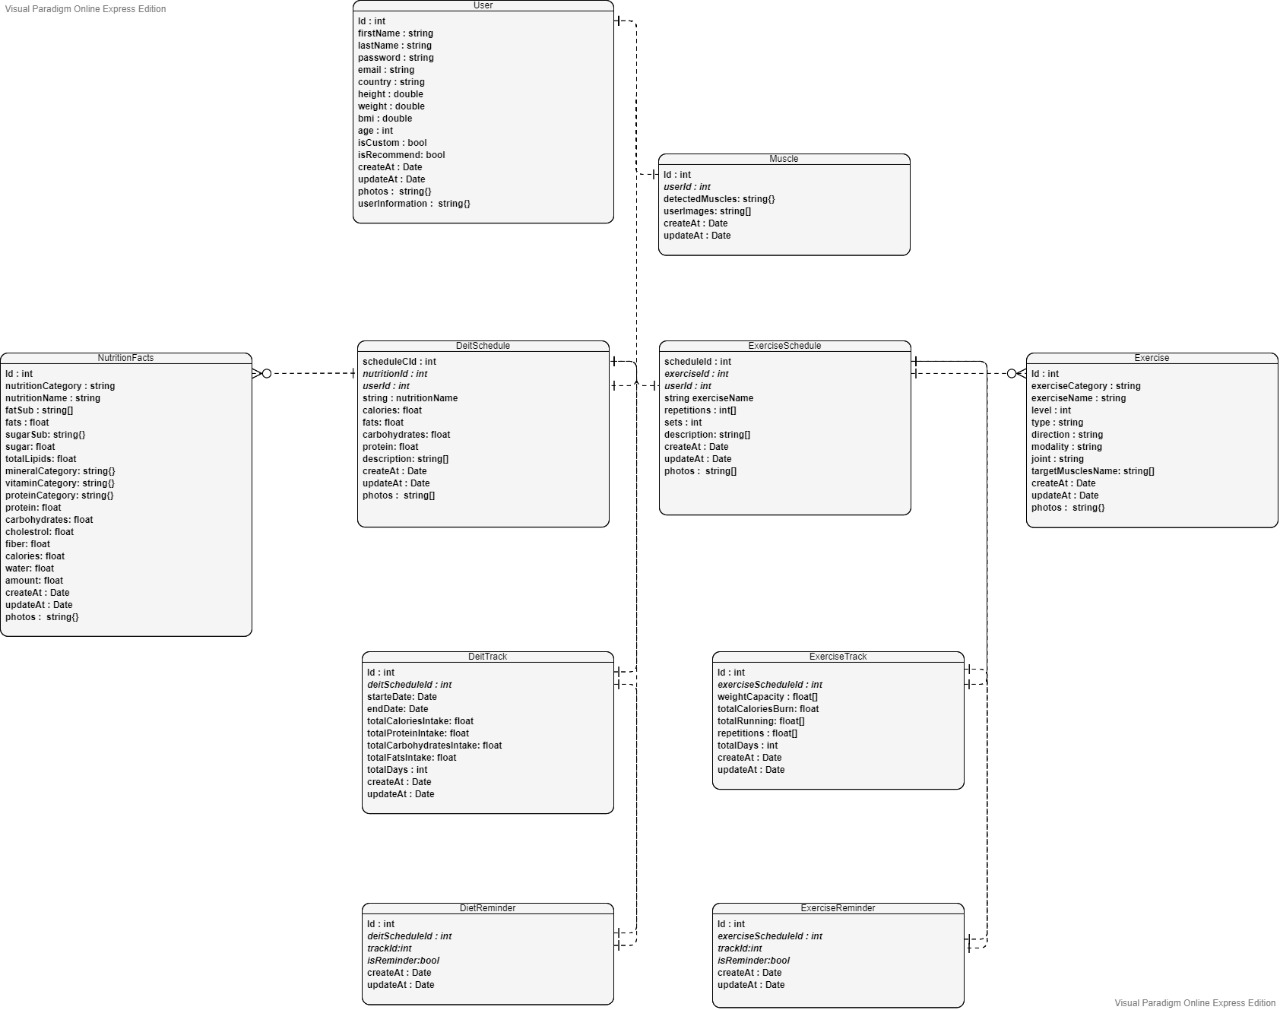 Visual Paradigm Online Express Edition
User
Id : int
firstName : string
lastName : string
password : string
email : string
country : string
height : double
weight : double
bmi : double
age : int
isCustom : bool
isRecommend: bool
createAt : Date
updateAt : Date
photos : string{}
userInformation : string{}
Muscle
Id : int
userId : int
detectedMuscles: string{}
userImages: string[]
createAt : Date
updateAt : Date
NutritionFacts
Id : int
nutritionCategory : string
nutritionName : string
fatSub : string[]
fats : float
sugarSub: string{}
sugar: float
totalLipids: float
mineralCategory: string{}
vitaminCategory: string{}
proteinCategory: string{}
protein: float
carbohydrates: float
cholestrol: float
fiber: float
calories: float
water: float
amount: float
createAt : Date
updateAt : Date
photos : string{}
DeitSchedule
scheduleCId : int
nutritionId : int
userId : int
string : nutritionName
calories: float
fats: float
carbohydrates: float
protein: float
description: string[]
createAt : Date
updateAt : Date
photos : string[]
ExerciseSchedule
scheduleId : int
exerciseId : int
userId : int
string exerciseName
repetitions : int[]
sets : int
description: string[]
createAt : Date
updateAt : Date
photos : string[]
Exercise
Id : int
exerciseCategory : string
exerciseName : string
level : int
type : string
direction : string
modality : string
joint : string
targetMusclesName: string[]
createAt : Date
updateAt : Date
photos : string{}
DeitTrack
Id : int
deitScheduleId : int
starteDate: Date
endDate: Date
totalCaloriesIntake: float
totalProteinIntake: float
totalCarbohydratesIntake: float
totalFatsIntake: float
totalDays : int
createAt : Date
updateAt : Date
ExerciseTrack
Id : int
exerciseScheduleId : int
weightCapacity : float[]
totalCaloriesBurn: float
totalRunning: float[]
repetitions : float[]
totalDays : int
createAt : Date
updateAt : Date
DietReminder
Id : int
deitScheduleId : int
trackId:int
isReminder:bool
createAt : Date
updateAt : Date
ExerciseReminder
Id : int
exerciseScheduleId : int
trackId:int
isReminder:bool
createAt : Date
updateAt : Date
Visual Paradigm Online Express Edition